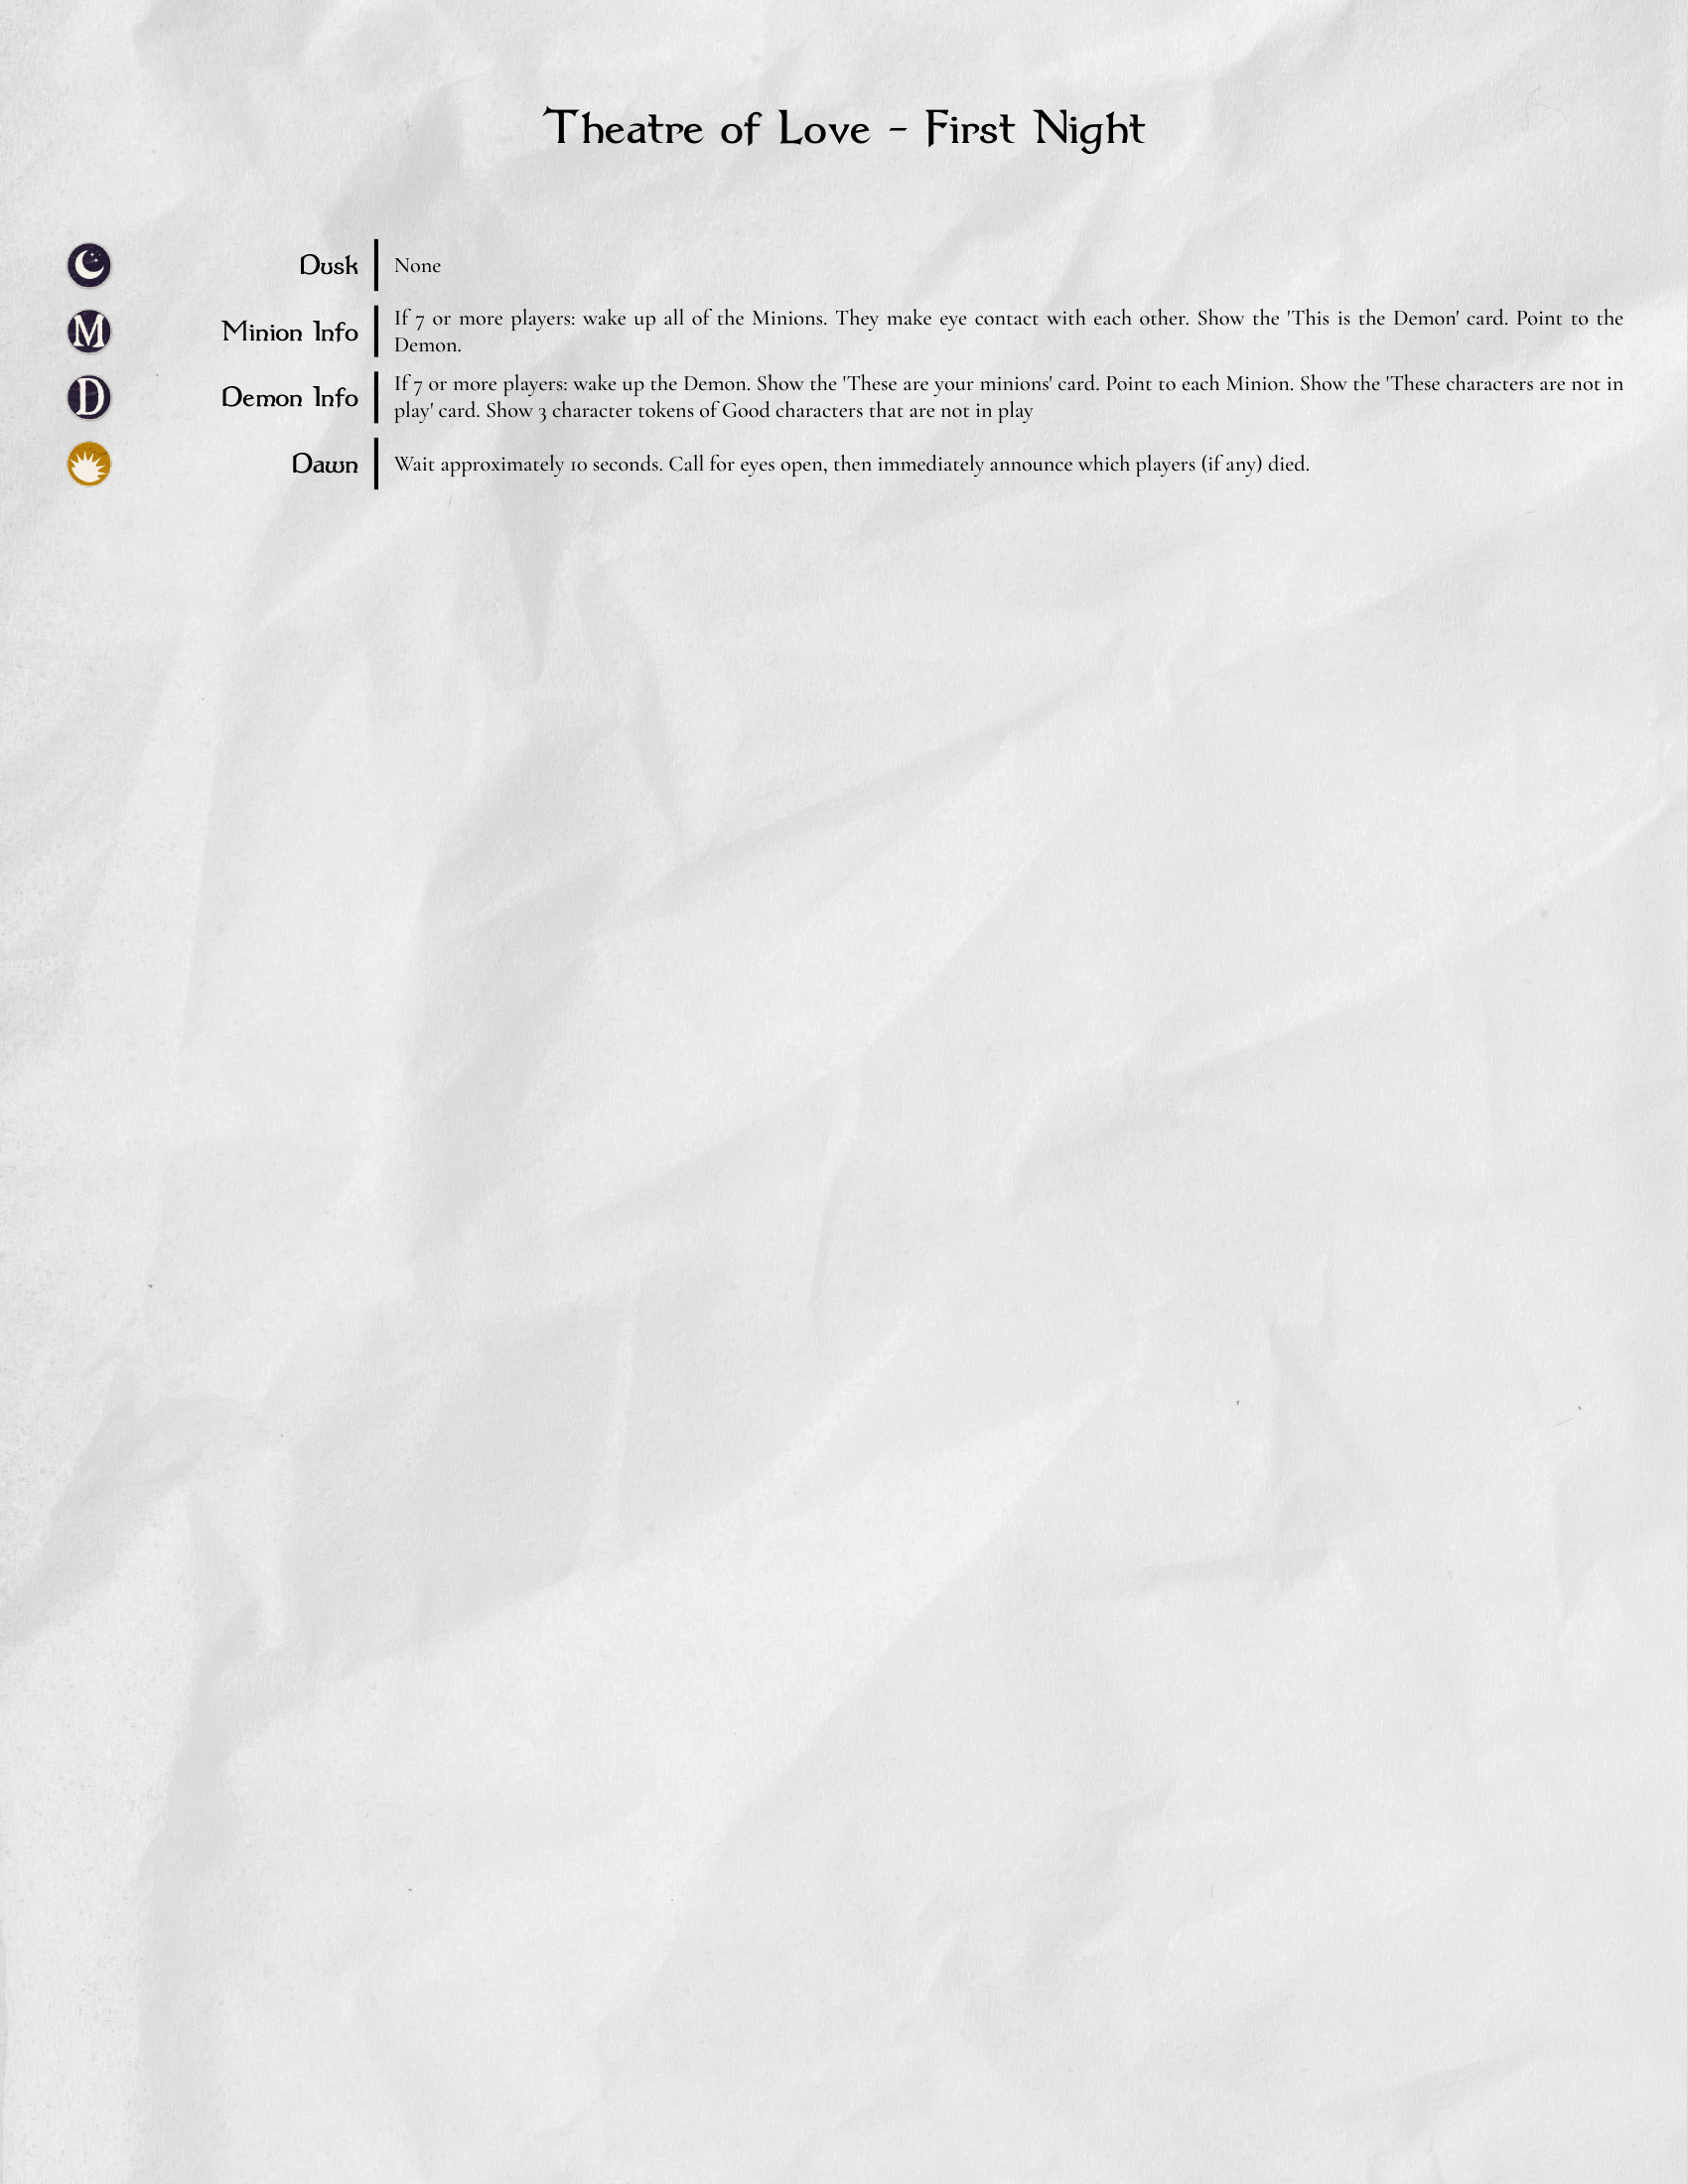 Theatre of Love - First Night
Dusk
None
M
Minion Info
If 7 or more players: wake up all of the Minions. They make eye contact with each other. Show the 'This is the Demon' card. Point to the
Demon.
D
Demon Info
If 7 or more players: wake up the Demon. Show the 'These are your minions' card. Point to each Minion. Show the 'These characters are not in
play' card. Show 3 character tokens of Good characters that are not in play
Dawn
Wait approximately 10 seconds. Call for eyes open, then immediately announce which players (if any) died.